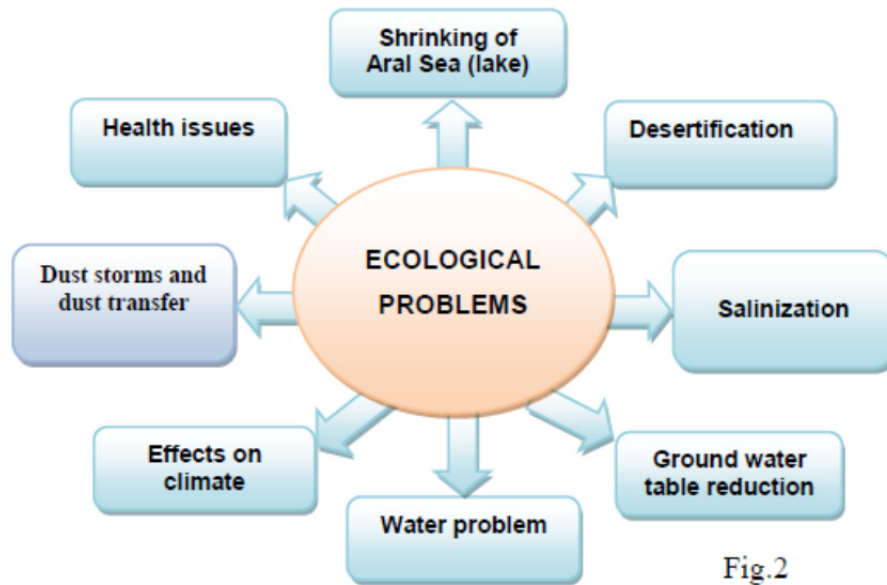 Shrinking of
Aral Sea (lake)
Health issues
Desertification
ECOLOGICAL
PROBLEMS
Dust storms and
dust transfer
Salinization
Effects on
climate
Ground water
table reduction
Water problem
Fig.2